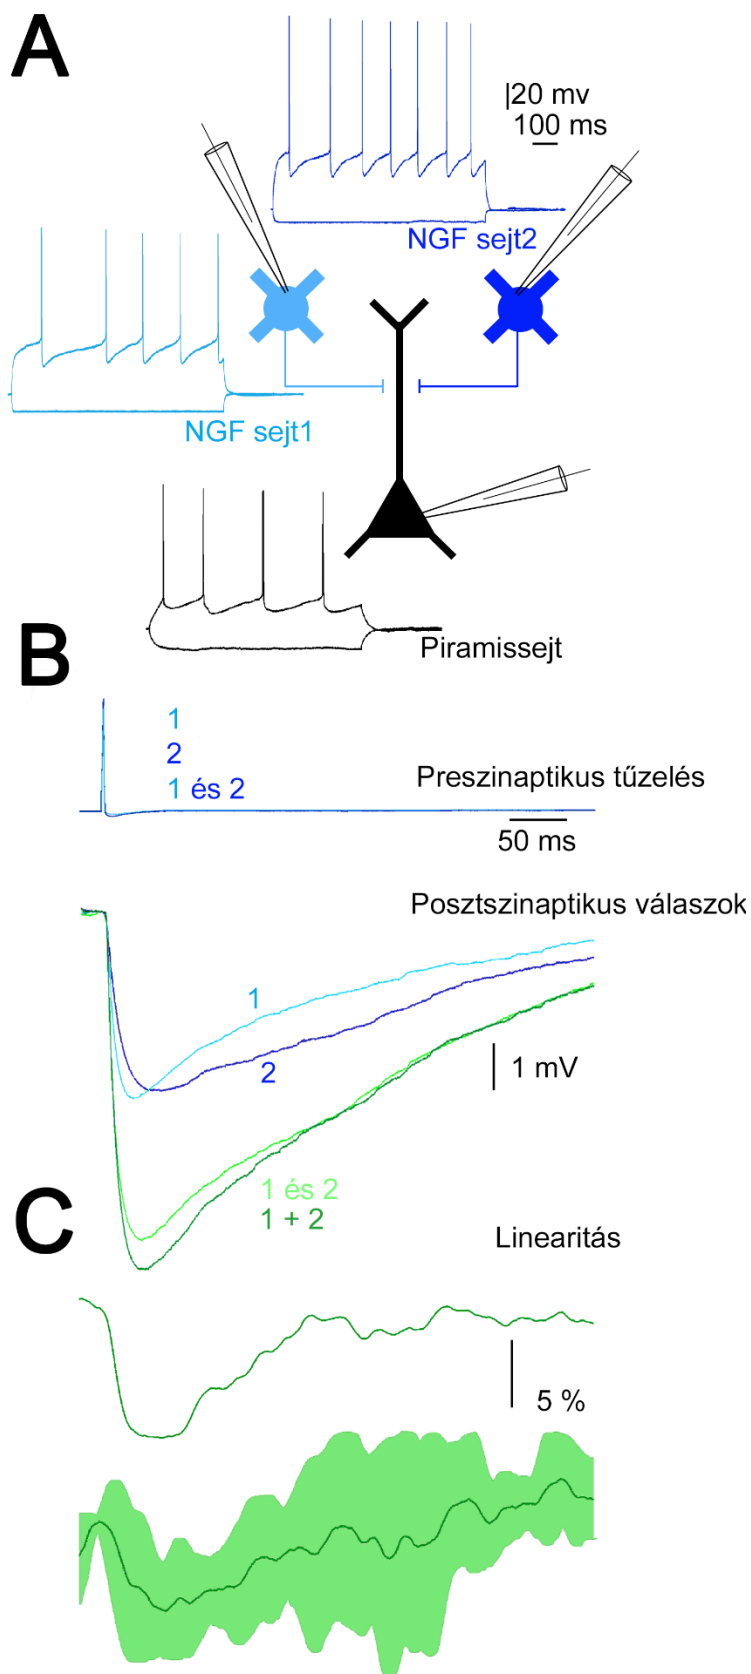 A
20 mv
100 ms
NGF sejt2
NGF sejt1
Piramissejt
B
1
2
1 és 2
Preszinaptikus tűzelés
50 ms
Posztszinaptikus válaszok
1
2
1 mV
1 és 2
1 + 2
C
Linearitás
5 %